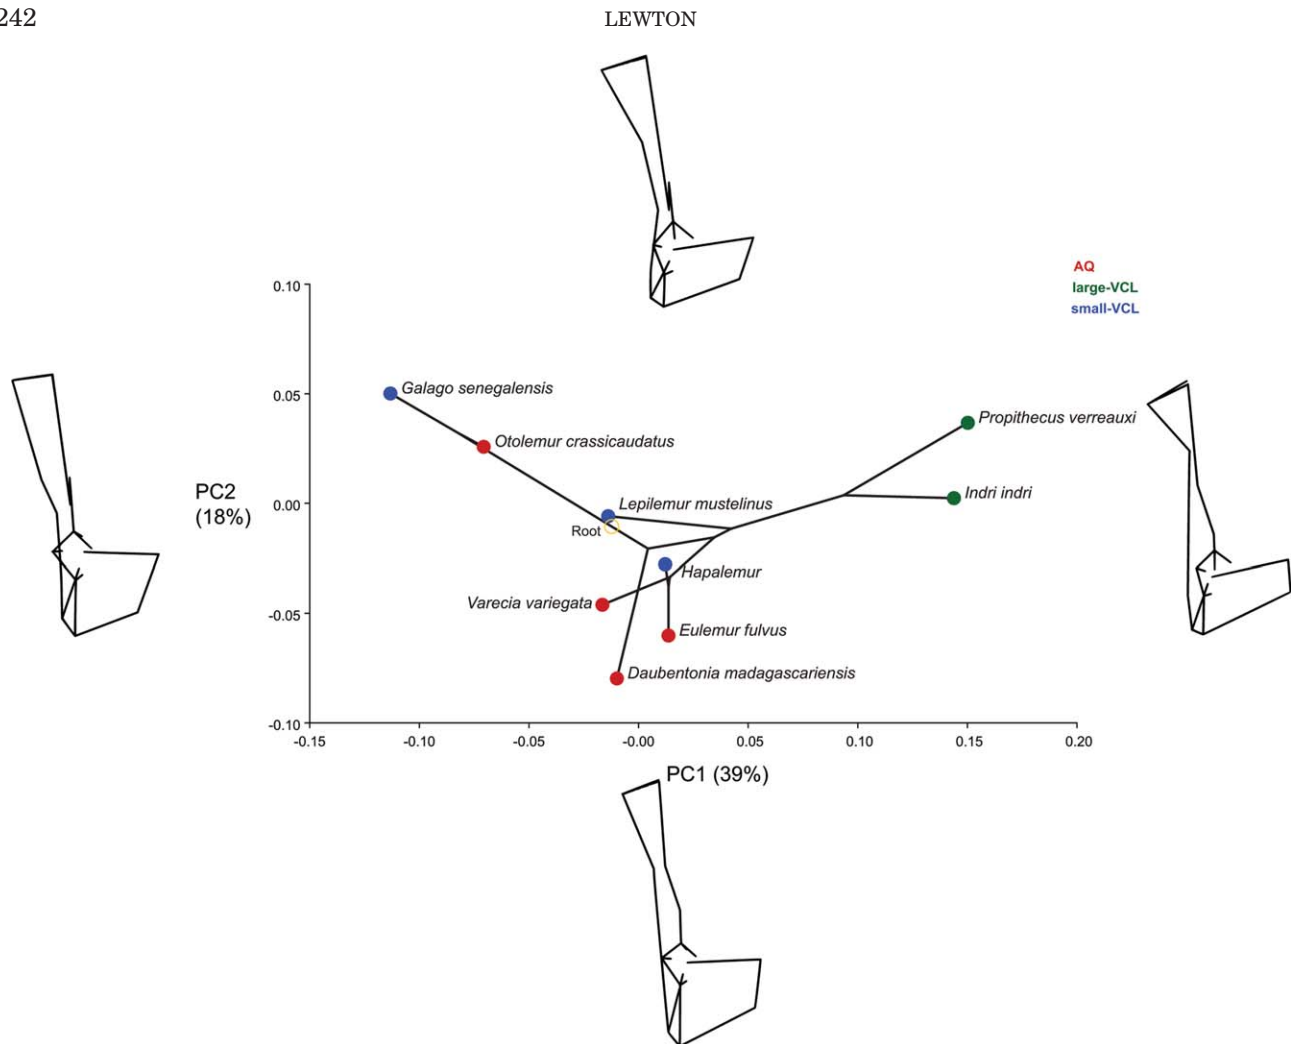 242
LEWTON
AQ
large-VCL
small-VCL
0.10
0.05
0.00
-0.05
-0.10
PC2
(18%)
Galago senegalensis
Otolemur crassicaudatus
Propithecus verreauxi
Indri indri
Lepilemur mustelinus
Root
Hapalemur
Varecia variegata
Eulemur fulvus
Daubentonia madagascariensis
-0.15 -0.10 -0.05 -0.00 0.05 0.10 0.15 0.20
PC1 (39%)